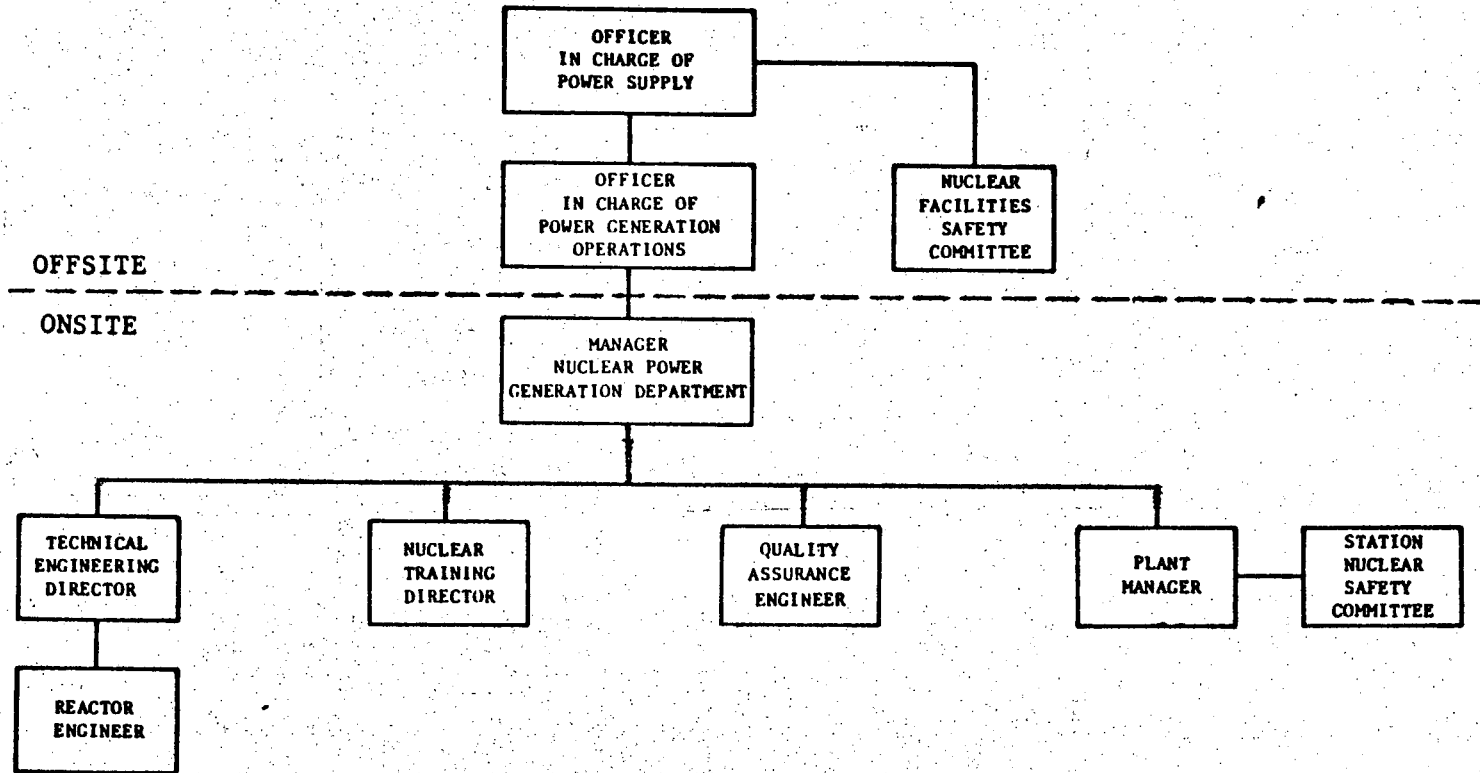 OFFICER
IN CHARGE OF
POWER SUPPLY
OFFICER
IN CHARGE OF
POWER GENERATION
OPERATIONS
NUCLEAR
FACILITIES
SAFETY
COMMITTEE
OFFSITE
ONSITE
MANAGER
NUCLEAR POWER
GENERATION DEPARTMENT
TECHNICAL
ENGINEERING
DIRECTOR
NUCLEAR
TRAINING
DIRECTOR
QUALITY
ASSURANCE
ENGINEER
PLANT
MANAGER
STATION
NUCLEAR
SAFETY
COMMITTEE
REACTOR
ENGINEER